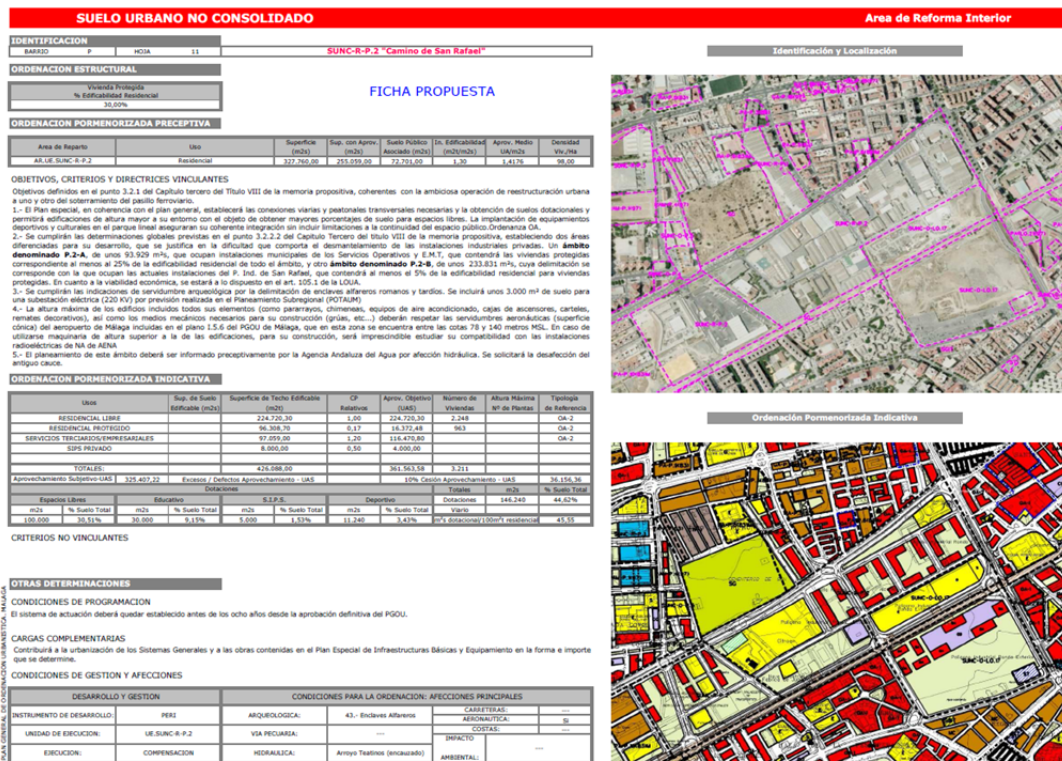 SUELO URBANO NO CONSOLIDADO
Area de Reforma Interior
IDENTIFICACION
BARRIO P HOJA 11 SUNC-R-P.2 "Camino de San Rafael"
Identificación y Localización
ORDENACION ESTRUCTURAL
Vivienda Protegida
% Edificabilidad Residencial
30,00%
FICHA PROPUESTA
ORDENACION PORMENORIZADA PRECEPTIVA
Area de Reparto Uso Superficie (m2s) Sup. con Aprov. (m2s) Suelo Público Asociado (m2s) In. Edificabilidad (m2t/m2s) Aprov. Medio UA/m2s Densidad Viv./Ha
AR.UE.SUNC-R-P.2 Residencial 327.760,00 255.059,00 72.701,00 1,30 1,4176 98,00
OBJETIVOS, CRITERIOS Y DIRECTRICES VINCULANTES
Objetivos definidos en el punto 3.2.1 del Capítulo tercero del Título VIII de la memoria propositiva, coherentes con la ambiciosa operación de reestructuración urbana
a uno y otro del soterramiento del pasillo ferroviario.
1.- El Plan especial, en coherencia con el plan general, establecerá las conexiones viarias y peatonales transversales necesarias y la obtención de suelos dotacionales y
permitirá edificaciones de altura mayor a su entorno con el objeto de obtener mayores porcentajes de suelo para espacios libres. La implantación de equipamientos
deportivos y culturales en el parque lineal aseguraran su coherente integración sin incluir limitaciones a la continuidad del espacio público.Ordenanza OA.
2.- Se cumplirán las determinaciones globales previstas en el punto 3.2.2.2 del Capítulo Tercero del título VIII de la memoria propositiva, estableciendo dos áreas
diferenciadas para su desarrollo, que se justifica en la dificultad que comporta el desmantelamiento de las instalaciones industriales privadas. Un ámbito
denominado P.2-A, de unos 93.929 m²s, que ocupan instalaciones municipales de los Servicios Operativos y E.M.T, que contendrá las viviendas protegidas
correspondiente al menos al 25% de la edificabilidad residencial de todo el ámbito, y otro ámbito denominado P.2-B, de unos 233.831 m²s, cuya delimitación se
corresponde con la que ocupan las actuales instalaciones del P. Ind. de San Rafael, que contendrá al menos el 5% de la edificabilidad residencial para viviendas
protegidas. En cuanto a la viabilidad económica, se estará a lo dispuesto en el art. 105.1 de la LOUA.
3.- Se cumplirán las indicaciones de servidumbre arqueológica por la delimitación de enclaves alfareros romanos y tardíos. Se incluirá unos 3.000 m² de suelo para
una subestación eléctrica (220 KV) por previsión realizada en el Planeamiento Subregional (POTAUM)
4.- La altura máxima de los edificios incluidos todos sus elementos (como pararrayos, chimeneas, equipos de aire acondicionado, cajas de ascensores, carteles,
remates decorativos), así como los medios mecánicos necesarios para su construcción (grúas, etc...) deberán respetar las servidumbres aeronáuticas (superficie
cónica) del aeropuerto de Málaga incluidas en el plano I.5.6 del PGOU de Málaga, que en esta zona se encuentra entre las cotas 78 y 140 metros MSL. En caso de
utilizarse maquinaria de altura superior a la de las edificaciones, para su construcción, será imprescindible estudiar su compatibilidad con las instalaciones
radioeléctricas de NA de AENA
5.- El planeamiento de este ámbito deberá ser informado preceptivamente por la Agencia Andaluza del Agua por afección hidráulica. Se solicitará la desafección del
antiguo cauce.
ORDENACION PORMENORIZADA INDICATIVA
Usos Sup. de Suelo Edificable (m2s) Superficie de Techo Edificable (m2t) CP Relativos Aprov. Objetivo (UAS) Número de Viviendas Altura Máxima Nº de Plantas Tipología de Referencia
RESIDENCIAL LIBRE 224.720,30 1,00 224.720,30 2.248 OA-2
RESIDENCIAL PROTEGIDO 96.308,70 0,17 16.372,48 963 OA-2
SERVICIOS TERCIARIOS/EMPRESARIALES 97.059,00 1,20 116.470,80 OA-2
SIPS PRIVADO 8.000,00 0,50 4.000,00
TOTALES: 426.088,00 361.563,58 3.211
Aprovechamiento Subjetivo-UAS 325.407,22 Excesos / Defectos Aprovechamiento - UAS 10% Cesión Aprovechamiento - UAS 36.156,36
Dotaciones Totales m2s % Suelo Total
Espacios Libres Educativo S.I.P.S. Deportivo Dotaciones 146.240 44,62%
m2s % Suelo Total m2s % Suelo Total m2s % Suelo Total m2s % Suelo Total Viario
100.000 30,51% 30.000 9,15% 5.000 1,53% 11.240 3,43% m²s dotacional/100m²t residencial 45,55
Ordenación Pormenorizada Indicativa
CRITERIOS NO VINCULANTES
OTRAS DETERMINACIONES
CONDICIONES DE PROGRAMACION
El sistema de actuación deberá quedar establecido antes de los ocho años desde la aprobación definitiva del PGOU.
CARGAS COMPLEMENTARIAS
Contribuirá a la urbanización de los Sistemas Generales y a las obras contenidas en el Plan Especial de Infraestructuras Básicas y Equipamiento en la forma e importe
que se determine.
CONDICIONES DE GESTION Y AFECCIONES
DESARROLLO Y GESTION CONDICIONES PARA LA ORDENACION: AFECCIONES PRINCIPALES
INSTRUMENTO DE DESARROLLO: PERI ARQUEOLOGICA: 43.- Enclaves Alfareros CARRETERAS: ---
AERONAUTICA: Si
UNIDAD DE EJECUCION: UE.SUNC-R-P.2 VIA PECUARIA: --- COSTAS: ---
EJECUCION: COMPENSACION HIDRAULICA: Arroyo Teatinos (encauzado) IMPACTO AMBIENTAL: ---
PLAN GENERAL DE ORDENACION URBANISTICA. MALAGA
SUNC-O-LO.17
SUNC-R-P.2
SUNC-O-LO.17
SG
SUNC-O-LO.17